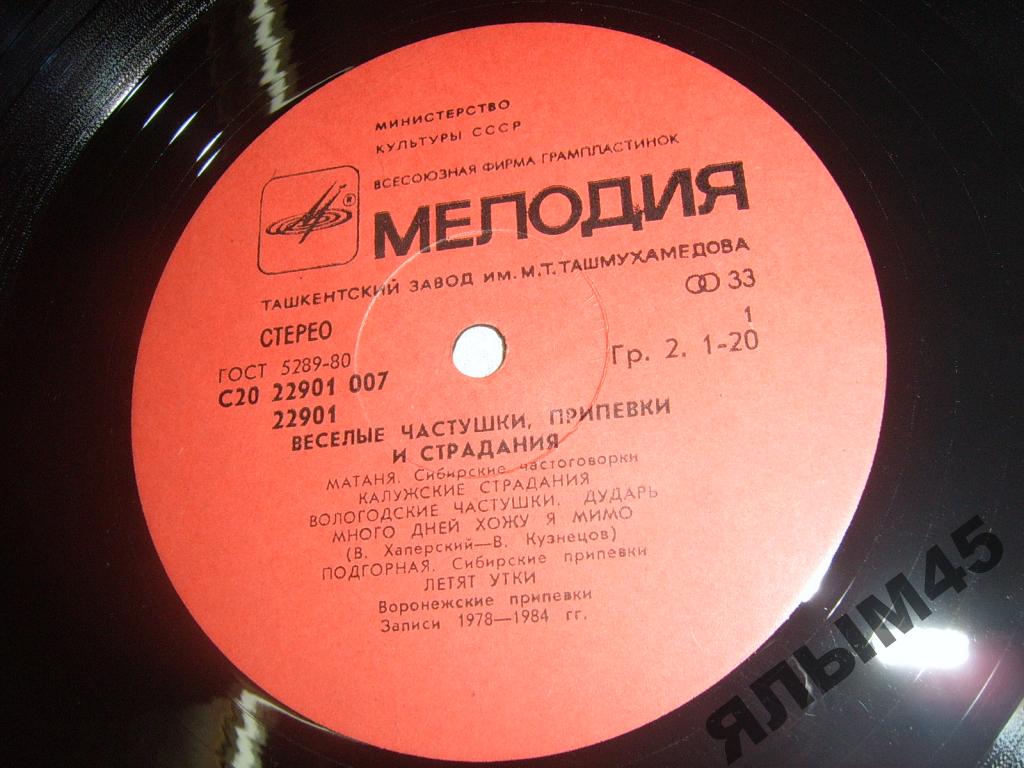 МИНИСТЕРСТВО
КУЛЬТУРЫ СССР
ВСЕСОЮЗНАЯ ФИРМА ГРАМПЛАСТИНОК
®
МЕЛОДИЯ
ТАШКЕНТСКИЙ ЗАВОД ИМ. М.Т. ТАШМУХАМЕДОВА
СТЕРЕО
33
ГОСТ 5289-80
1
С20 22901 007
Гр. 2. 1-20
22901
ВЕСЕЛЫЕ ЧАСТУШКИ, ПРИПЕВКИ
И СТРАДАНИЯ
МАТАНЯ. Сибирские частоговорки
КАЛУЖСКИЕ СТРАДАНИЯ
ВОЛОГОДСКИЕ ЧАСТУШКИ. ДУДАРЬ
МНОГО ДНЕЙ ХОЖУ Я МИМО
(В. Хаперский—В. Кузнецов)
ПОДГОРНАЯ. Сибирские припевки
ЛЕТЯТ УТКИ
Воронежские припевки
Записи 1978—1984 гг.
ЯЛЫМ45